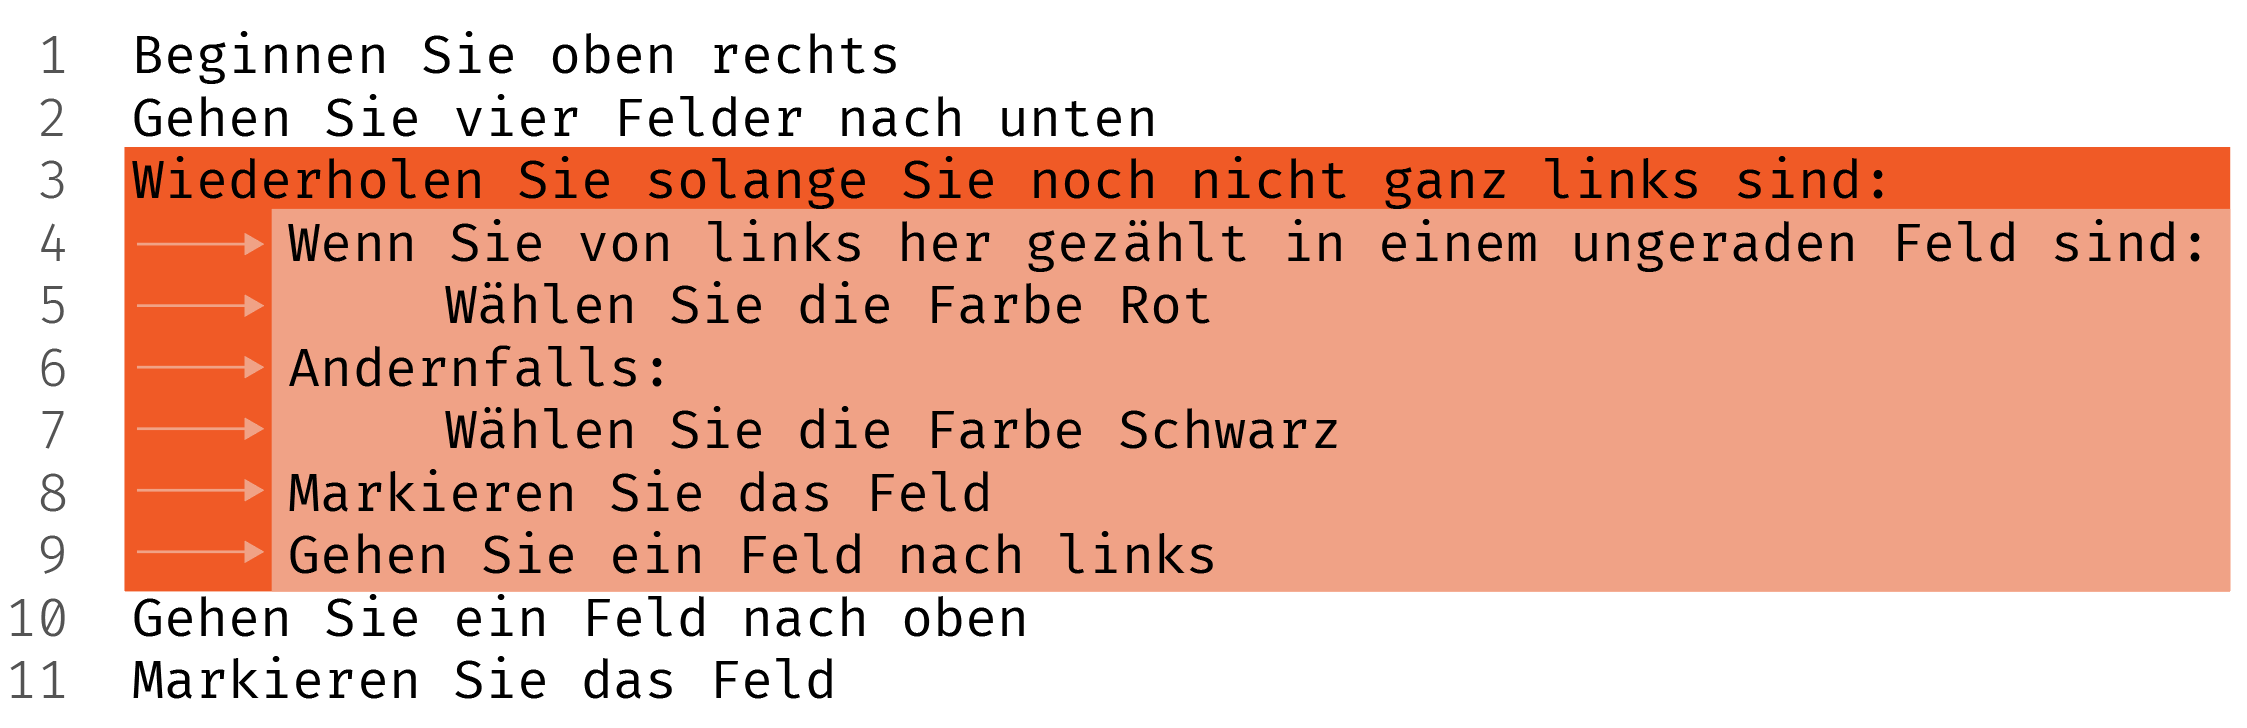 1 Beginnen Sie oben rechts
2 Gehen Sie vier Felder nach unten
3 Wiederholen Sie solange Sie noch nicht ganz links sind:
4 Wenn Sie von links her gezählt in einem ungeraden Feld sind:
5 Wählen Sie die Farbe Rot
6 Andernfalls:
7 Wählen Sie die Farbe Schwarz
8 Markieren Sie das Feld
9 Gehen Sie ein Feld nach links
10 Gehen Sie ein Feld nach oben
11 Markieren Sie das Feld